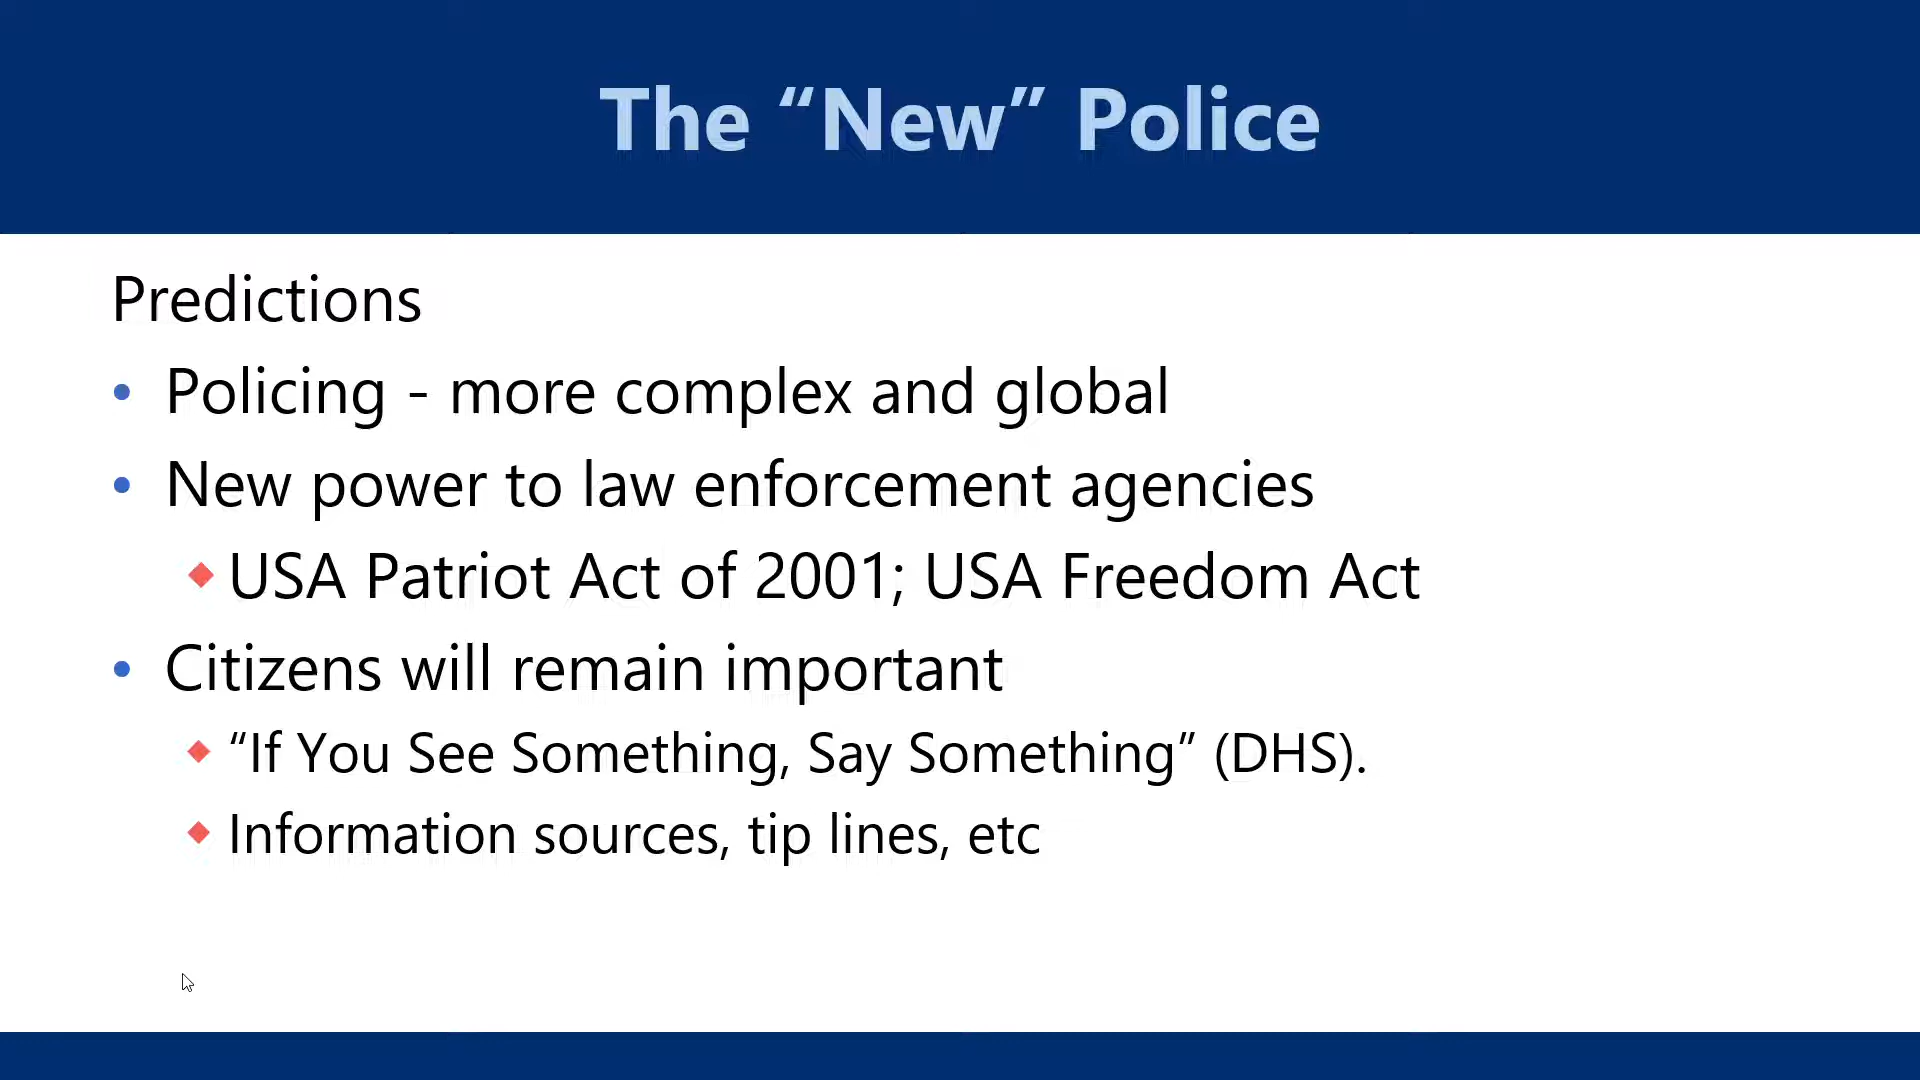 The “New” Police
Predictions
• Policing - more complex and global
• New power to law enforcement agencies
◆ USA Patriot Act of 2001; USA Freedom Act
• Citizens will remain important
◆ “If You See Something, Say Something” (DHS).
◆ Information sources, tip lines, etc